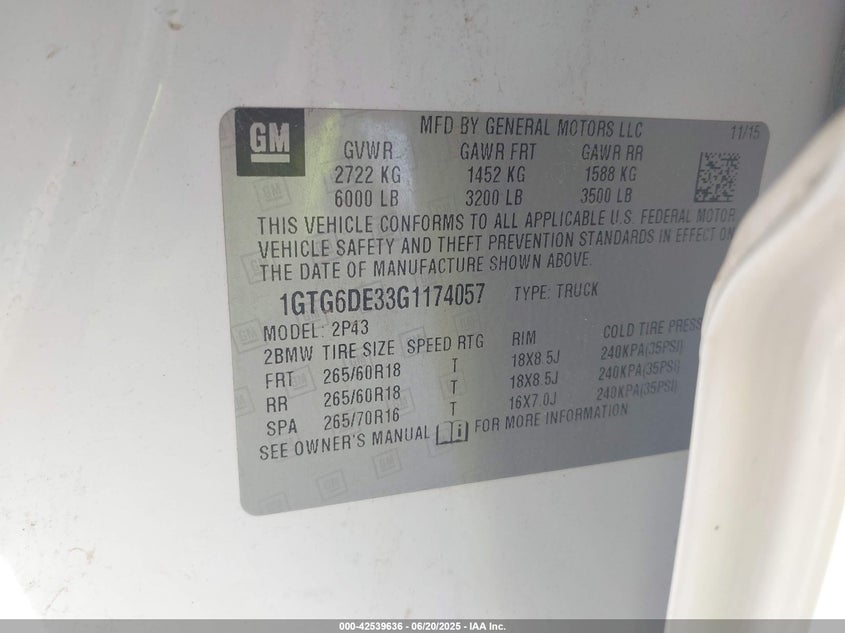 GM
MFD BY GENERAL MOTORS LLC
11/15
GVWR GAWR FRT GAWR RR
2722 KG 1452 KG 1588 KG
6000 LB 3200 LB 3500 LB
THIS VEHICLE CONFORMS TO ALL APPLICABLE U.S. FEDERAL MOTOR
VEHICLE SAFETY AND THEFT PREVENTION STANDARDS IN EFFECT ON
THE DATE OF MANUFACTURE SHOWN ABOVE.
1GTG6DE33G1174057 TYPE: TRUCK
MODEL: 2P43
2BMW TIRE SIZE SPEED RTG RIM COLD TIRE PRESS
FRT 265/60R18 T 18X8.5J 240KPA(35PSI)
RR 265/60R18 T 18X8.5J 240KPA(35PSI)
SPA 265/70R16 T 16X7.0J 240KPA(35PSI)
SEE OWNER'S MANUAL FOR MORE INFORMATION
000-42539636 - 06/20/2025 - IAA Inc.